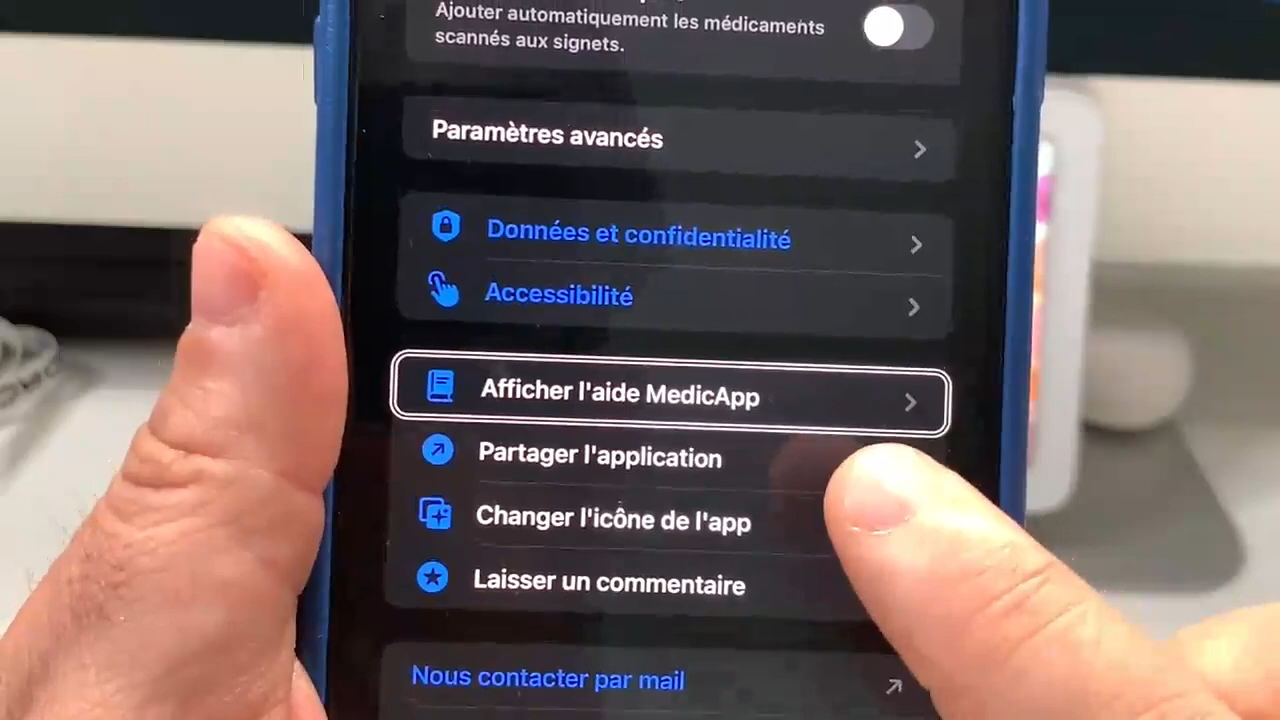 Ajouter automatiquement les médicaments
scannés aux signets.
Paramètres avancés
Données et confidentialité
Accessibilité
Afficher l'aide MedicApp
Partager l'application
Changer l'icône de l'app
Laisser un commentaire
Nous contacter par mail